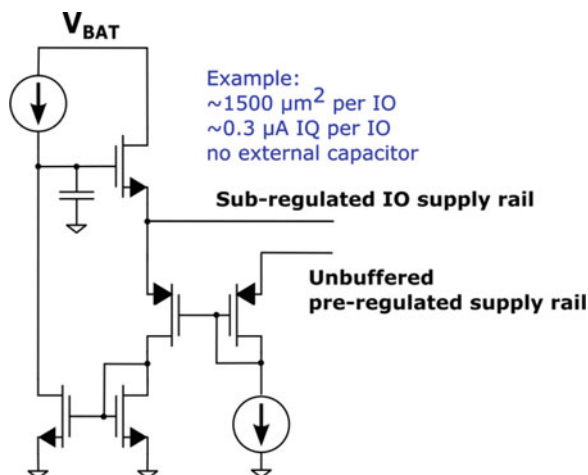 V_BAT
Example:
~1500 µm² per IO
~0.3 µA IQ per IO
no external capacitor
Sub-regulated IO supply rail
Unbuffered
pre-regulated supply rail